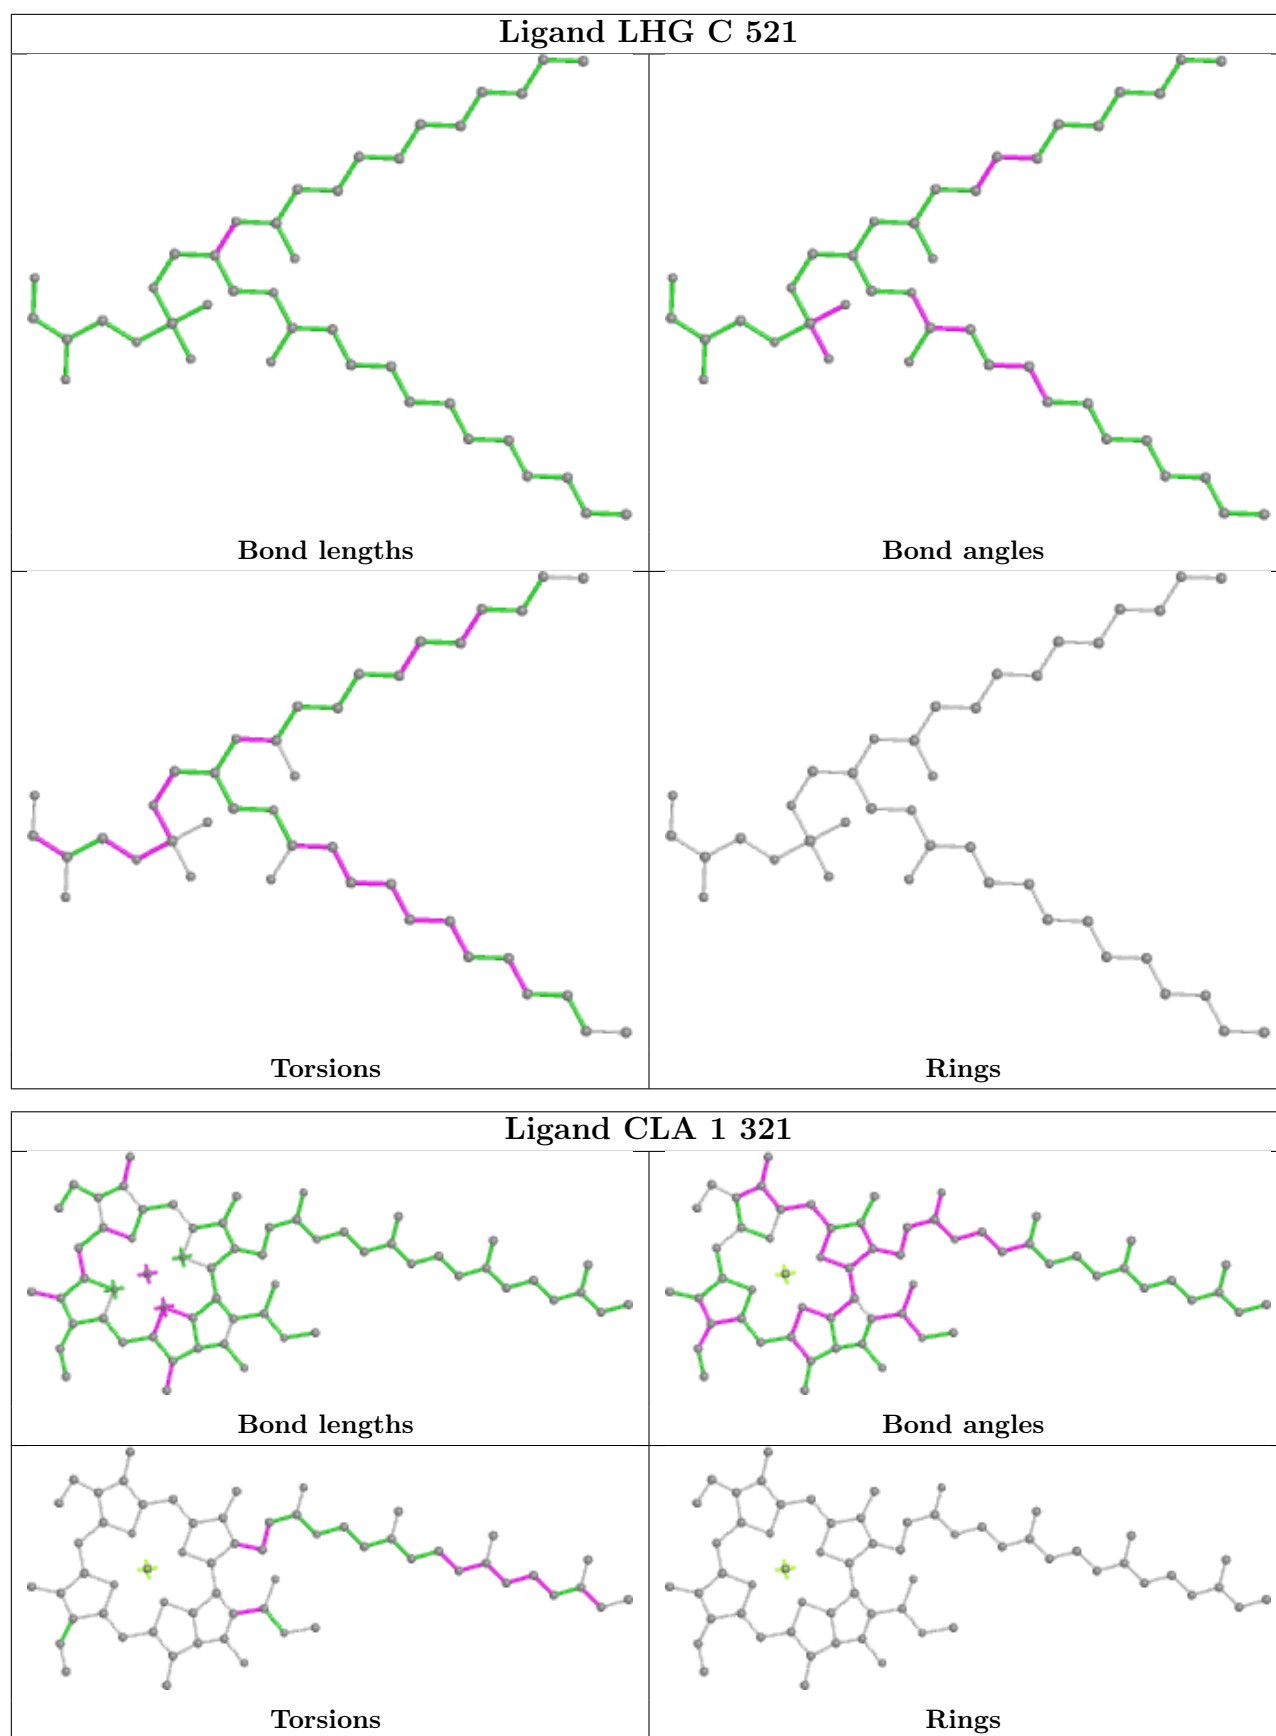 Ligand LHG C 521
Bond lengths
Bond angles
Torsions
Rings
Ligand CLA 1 321
Bond lengths
Bond angles
Torsions
Rings